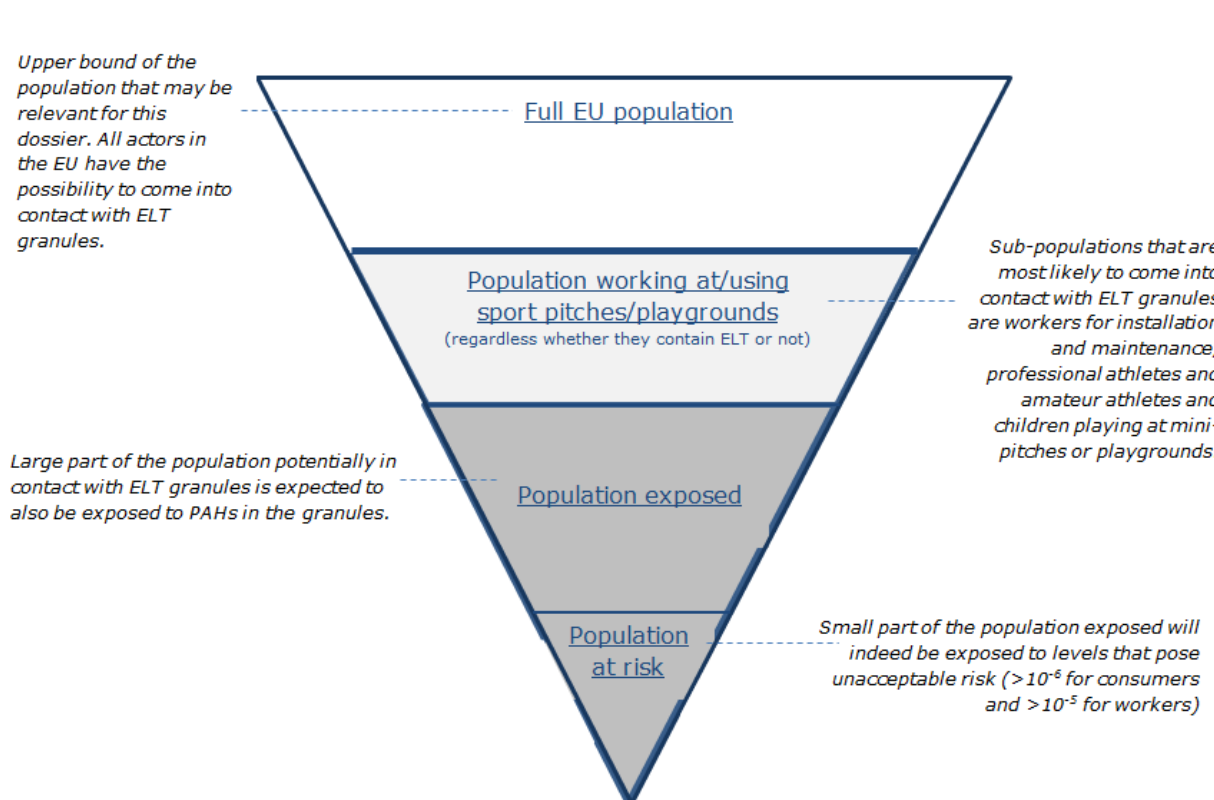 Upper bound of the
population that may be
relevant for this
dossier. All actors in
the EU have the
possibility to come into
contact with ELT
granules.
Full EU population
Population working at/using
sport pitches/playgrounds
(regardless whether they contain ELT or not)
Sub-populations that are
most likely to come into
contact with ELT granules
are workers for installation
and maintenance,
professional athletes and
amateur athletes and
children playing at mini-
pitches or playgrounds
Large part of the population potentially in
contact with ELT granules is expected to
also be exposed to PAHs in the granules.
Population exposed
Population
at risk
Small part of the population exposed will
indeed be exposed to levels that pose
unacceptable risk (>10⁻⁶ for consumers
and >10⁻⁵ for workers)